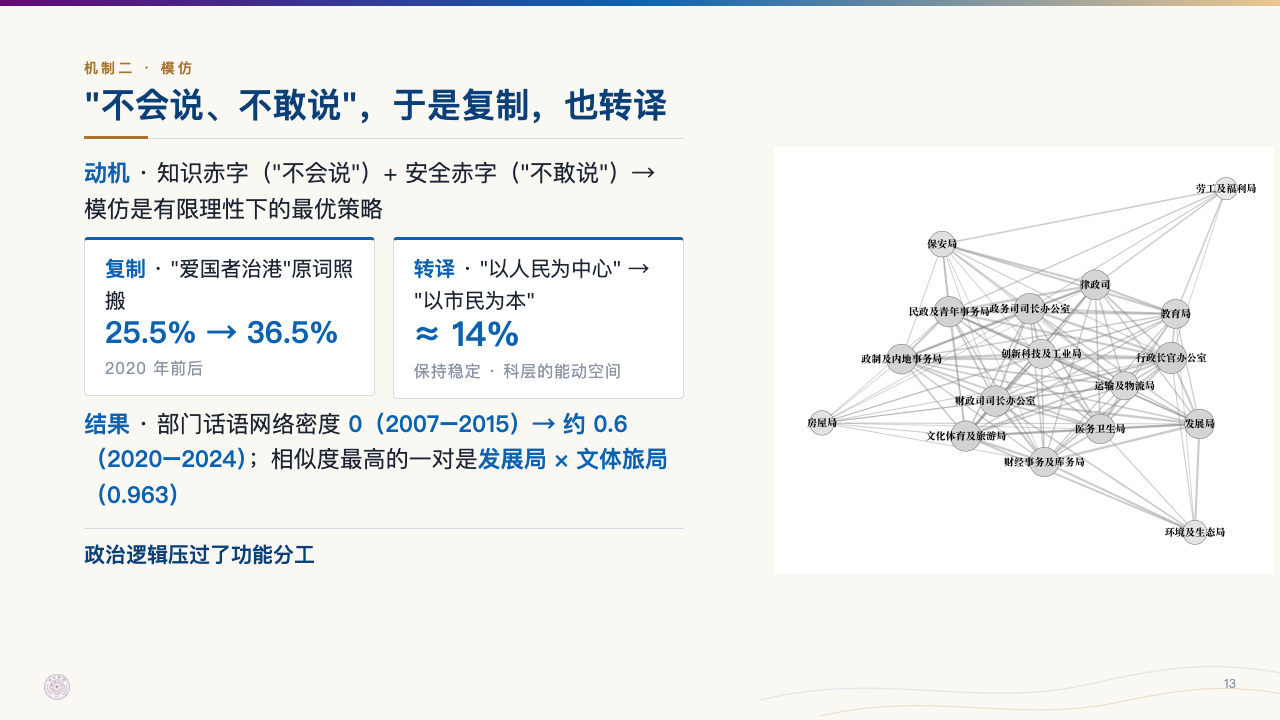 机制二 · 模仿
"不会说、不敢说"，于是复制，也转译
动机 · 知识赤字（"不会说"）+ 安全赤字（"不敢说"）→
模仿是有限理性下的最优策略
复制 · "爱国者治港"原词照
搬
25.5% → 36.5%
2020 年前后
转译 · "以人民为中心" →
"以市民为本"
≈ 14%
保持稳定 · 科层的能动空间
结果 · 部门话语网络密度 0（2007—2015）→ 约 0.6
（2020—2024）；相似度最高的一对是发展局 × 文体旅局
（0.963）
政治逻辑压过了功能分工
劳工及福利局
保安局
律政司
民政及青年事务局
政务司司长办公室
教育局
政制及内地事务局
创新科技及工业局
行政长官办公室
运输及物流局
财政司司长办公室
房屋局
文化体育及旅游局
医务卫生局
发展局
财经事务及库务局
环境及生态局
13